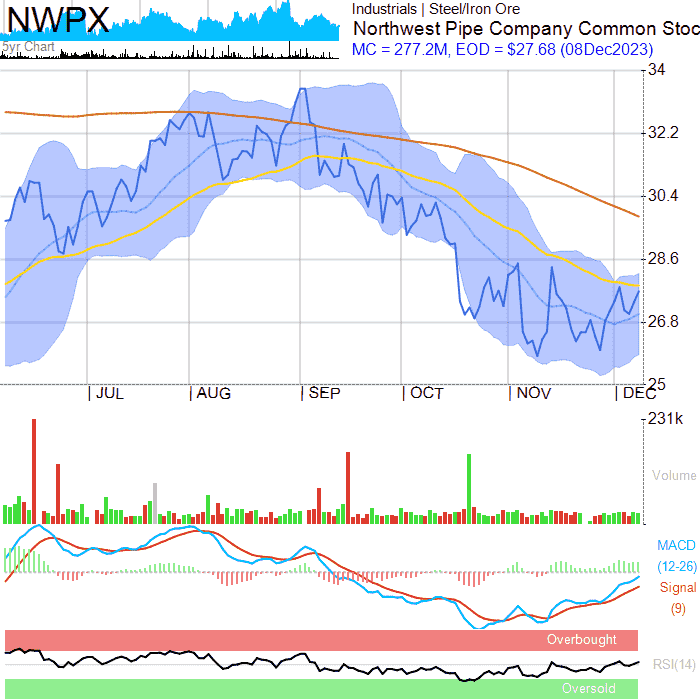 NWPX
5yr Chart
Industrials | Steel/Iron Ore
Northwest Pipe Company Common Stoc
MC = 277.2M, EOD = $27.68 (08Dec2023)
34
32.2
30.4
28.6
26.8
25
JUL AUG SEP OCT NOV DEC
231k
Volume
MACD
(12-26)
Signal
(9)
Overbought
RSI(14)
Oversold